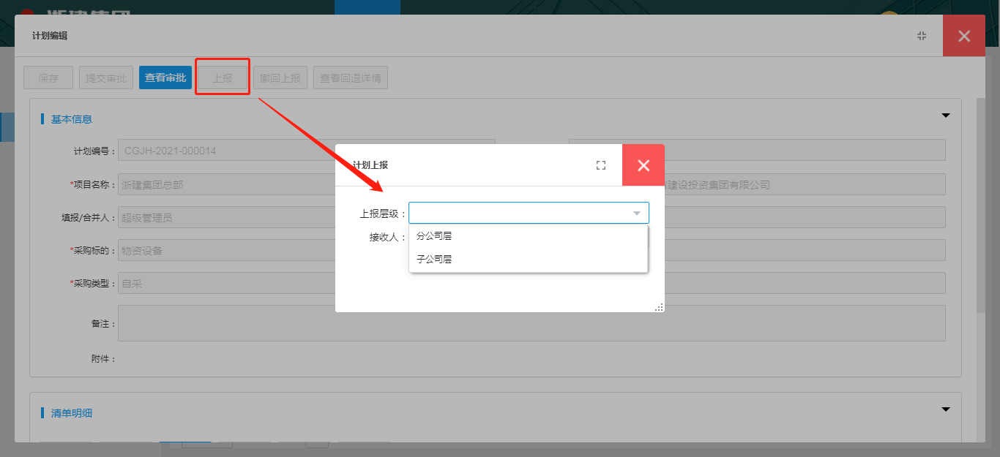 浙建集团
计划编辑
保存 提交审批 查看审批 上报 撤回上报 查看回退详情
基本信息
计划编号： CGJH-2021-000014
计划上报
*项目名称： 浙建集团总部 建设投资集团有限公司
上报层级：
填报/合并人： 超级管理员
接收人： 分公司层
*采购标的： 物资设备
子公司层
*采购类型： 自采
备注：
附件：
清单明细